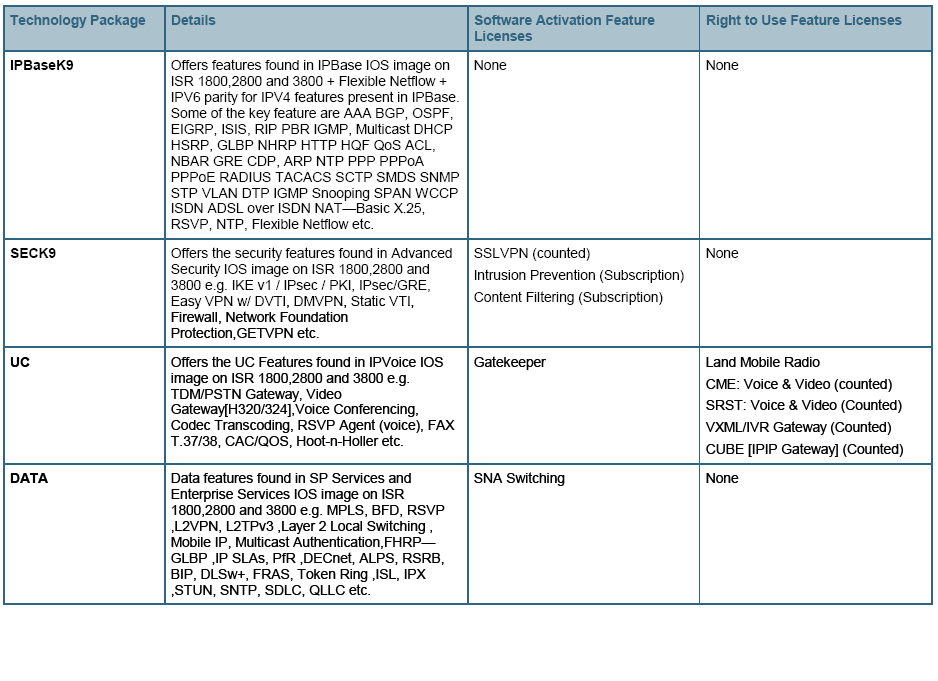 Technology Package
Details
Software Activation Feature
Licenses
Right to Use Feature Licenses
IPBaseK9
Offers features found in IPBase IOS image on
ISR 1800,2800 and 3800 + Flexible Netflow +
IPV6 parity for IPV4 features present in IPBase.
Some of the key feature are AAA BGP, OSPF,
EIGRP, ISIS, RIP PBR IGMP, Multicast DHCP
HSRP, GLBP NHRP HTTP HQF QoS ACL,
NBAR GRE CDP, ARP NTP PPP PPPoA
PPPoE RADIUS TACACS SCTP SMDS SNMP
STP VLAN DTP IGMP Snooping SPAN WCCP
ISDN ADSL over ISDN NAT—Basic X.25,
RSVP, NTP, Flexible Netflow etc.
None
None
SECK9
Offers the security features found in Advanced
Security IOS image on ISR 1800,2800 and
3800 e.g. IKE v1 / IPsec / PKI, IPsec/GRE,
Easy VPN w/ DVTI, DMVPN, Static VTI,
Firewall, Network Foundation
Protection,GETVPN etc.
SSLVPN (counted)
Intrusion Prevention (Subscription)
Content Filtering (Subscription)
None
UC
Offers the UC Features found in IPVoice IOS
image on ISR 1800,2800 and 3800 e.g.
TDM/PSTN Gateway, Video
Gateway[H320/324],Voice Conferencing,
Codec Transcoding, RSVP Agent (voice), FAX
T.37/38, CAC/QOS, Hoot-n-Holler etc.
Gatekeeper
Land Mobile Radio
CME: Voice & Video (counted)
SRST: Voice & Video (Counted)
VXML/IVR Gateway (Counted)
CUBE [IPIP Gateway] (Counted)
DATA
Data features found in SP Services and
Enterprise Services IOS image on ISR
1800,2800 and 3800 e.g. MPLS, BFD, RSVP
,L2VPN, L2TPv3 ,Layer 2 Local Switching ,
Mobile IP, Multicast Authentication,FHRP—
GLBP ,IP SLAs, PfR ,DECnet, ALPS, RSRB,
BIP, DLSw+, FRAS, Token Ring ,ISL, IPX
,STUN, SNTP, SDLC, QLLC etc.
SNA Switching
None